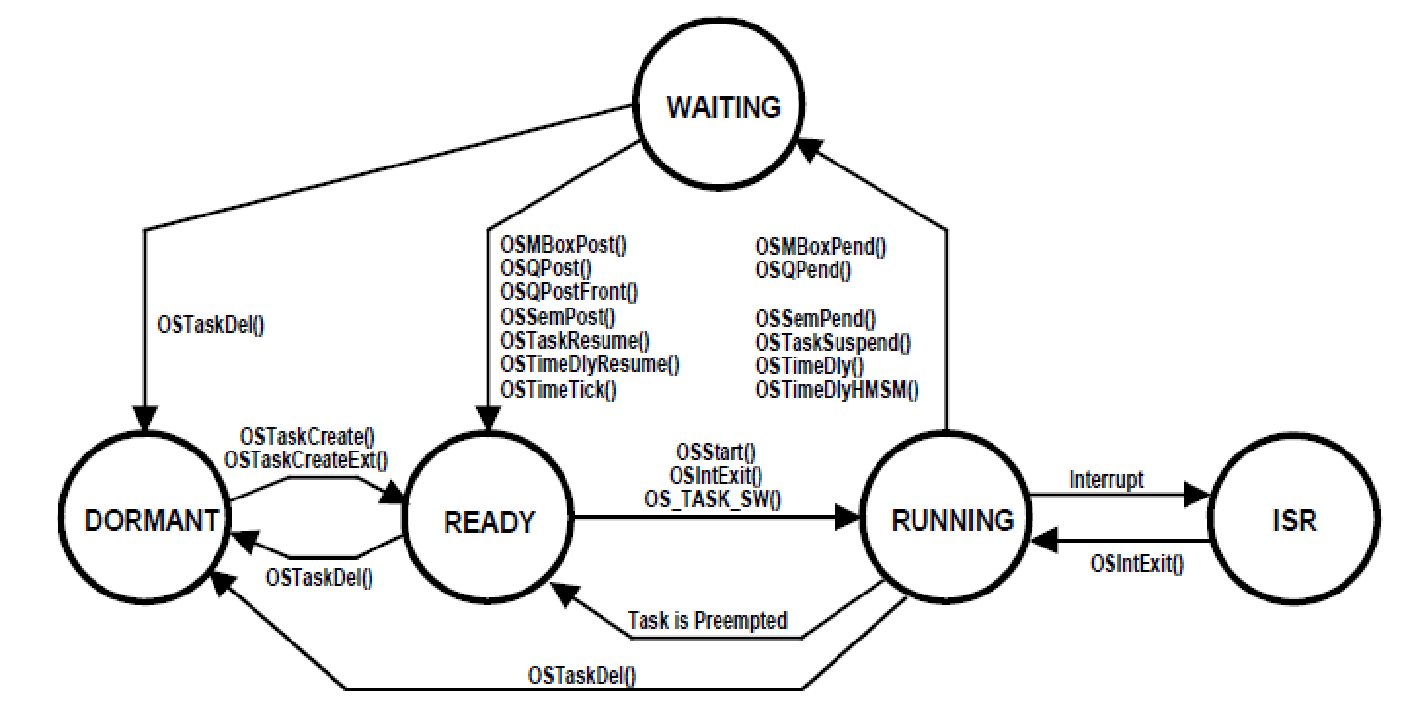 WAITING
OSMBoxPost()
OSQPost()
OSQPostFront()
OSSemPost()
OSTaskResume()
OSTimeDlyResume()
OSTimeTick()
OSMBoxPend()
OSQPend()
OSSemPend()
OSTaskSuspend()
OSTimeDly()
OSTimeDlyHMSM()
OSTaskDel()
OSTaskCreate()
OSTaskCreateExt()
OSStart()
OSIntExit()
OS_TASK_SW()
Interrupt
DORMANT
READY
RUNNING
ISR
OSTaskDel()
OSIntExit()
Task is Preempted
OSTaskDel()